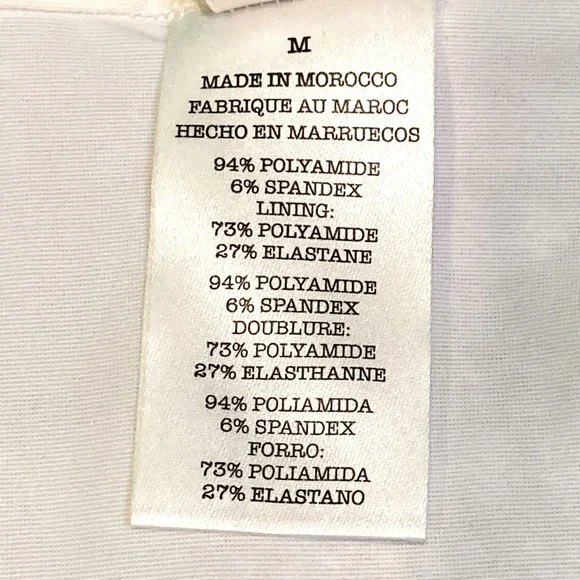 M
MADE IN MOROCCO
FABRIQUE AU MAROC
HECHO EN MARRUECOS
94% POLYAMIDE
6% SPANDEX
LINING:
73% POLYAMIDE
27% ELASTANE
94% POLYAMIDE
6% SPANDEX
DOUBLURE:
73% POLYAMIDE
27% ELASTHANNE
94% POLIAMIDA
6% SPANDEX
FORRO:
73% POLIAMIDA
27% ELASTANO